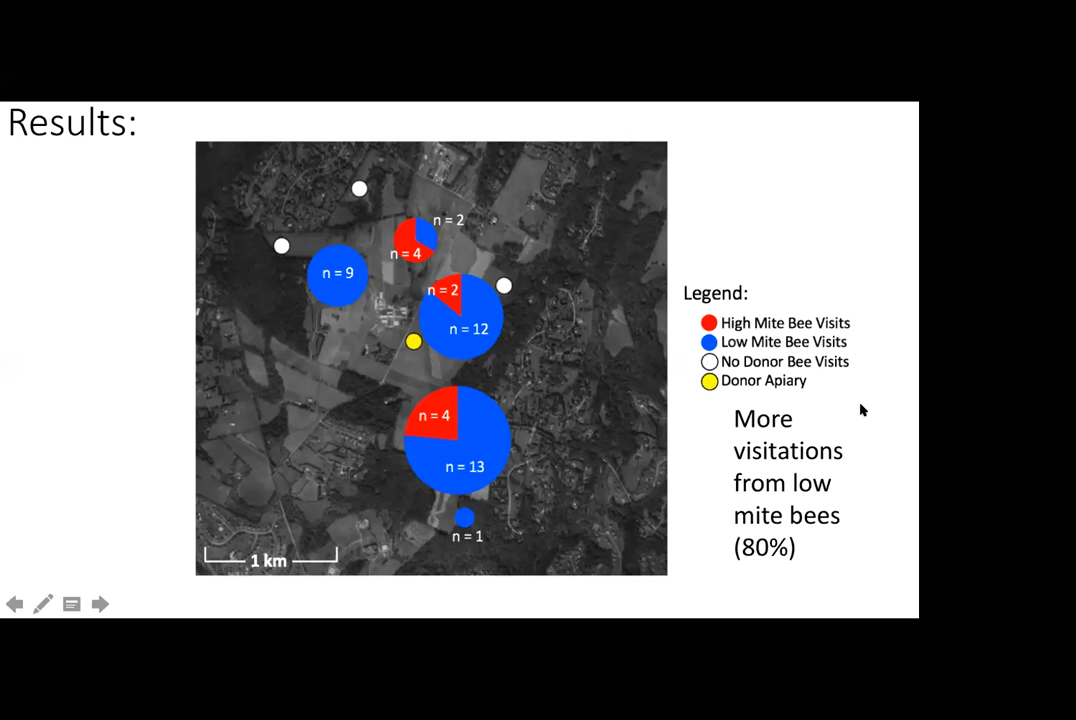 Results:
n = 2
n = 4
n = 9
n = 2
n = 12
n = 4
n = 13
n = 1
1 km
Legend:
High Mite Bee Visits
Low Mite Bee Visits
No Donor Bee Visits
Donor Apiary
More
visitations
from low
mite bees
(80%)